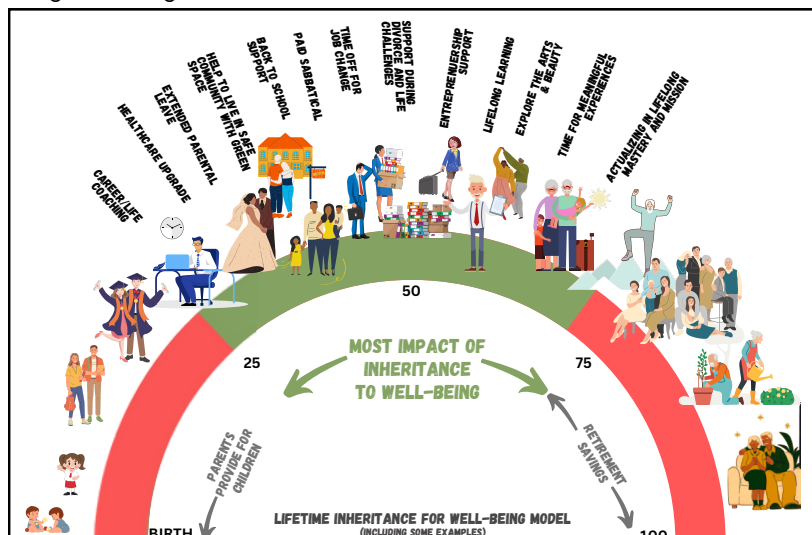 CAREER/LIFE
COACHING
HEALTHCARE UPGRADE
EXTENDED PARENTAL
LEAVE
HELP TO LIVE IN SAFE
COMMUNITY WITH GREEN
SPACE
BACK TO SCHOOL
SUPPORT
PAID SABBATICAL
TIME OFF FOR
JOB CHANGE
SUPPORT DURING
DIVORCE AND LIFE
CHALLENGES
ENTREPRENUERSHIP
SUPPORT
LIFELONG LEARNING
EXPLORE THE ARTS
& BEAUTY
TIME FOR MEANINGFUL
EXPERIENCES
ACTUALIZING IN LIFELONG
MASTERY AND MISSION
50
25
75
MOST IMPACT OF
INHERITANCE
TO WELL-BEING
PARENTS
PROVIDE FOR
CHILDREN
RETIREMENT
SAVINGS
LIFETIME INHERITANCE FOR WELL-BEING MODEL
(INCLUDING SOME EXAMPLES)
BIRTH
100